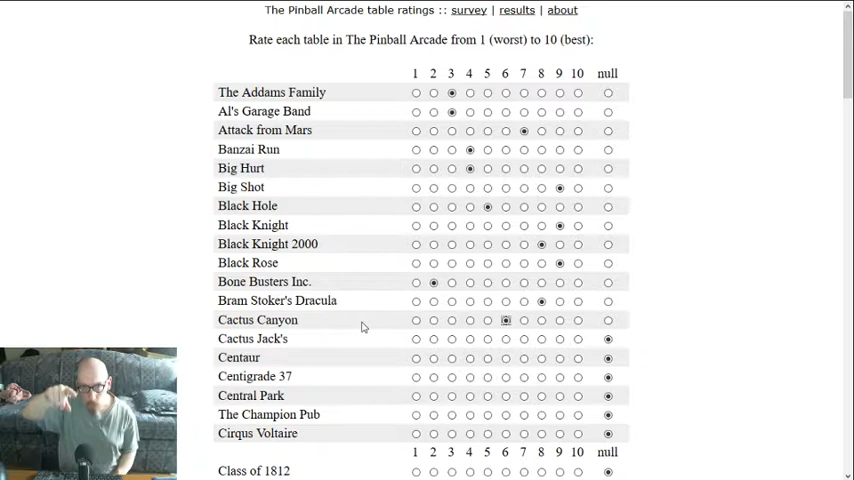 The Pinball Arcade table ratings :: survey | results | about
Rate each table in The Pinball Arcade from 1 (worst) to 10 (best):
1 2 3 4 5 6 7 8 9 10 null
The Addams Family
Al's Garage Band
Attack from Mars
Banzai Run
Big Hurt
Big Shot
Black Hole
Black Knight
Black Knight 2000
Black Rose
Bone Busters Inc.
Bram Stoker's Dracula
Cactus Canyon
Cactus Jack's
Centaur
Centigrade 37
Central Park
The Champion Pub
Cirqus Voltaire
1 2 3 4 5 6 7 8 9 10 null
Class of 1812